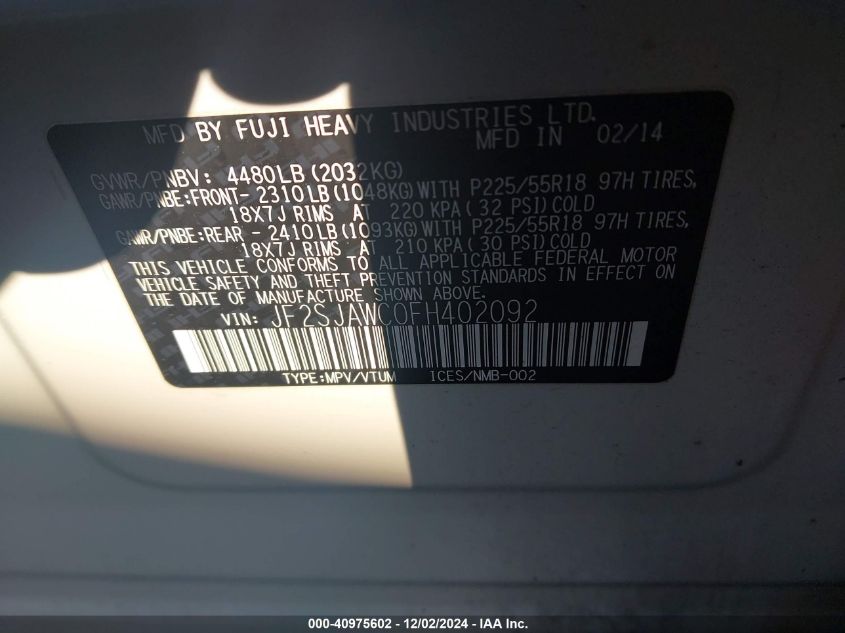 MFD BY FUJI HEAVY INDUSTRIES LTD.
MFD IN 02/14
GVWR/PNBV: 4480LB(2032KG)
GAWR/PNBE:FRONT- 2310LB(1048KG)WITH P225/55R18 97H TIRES,
18X7J RIMS AT 220 KPA(32 PSI)COLD
GAWR/PNBE:REAR - 2410LB(1093KG)WITH P225/55R18 97H TIRES,
18X7J RIMS AT 210 KPA(30 PSI)COLD
THIS VEHICLE CONFORMS TO ALL APPLICABLE FEDERAL MOTOR
VEHICLE SAFETY AND THEFT PREVENTION STANDARDS IN EFFECT ON
THE DATE OF MANUFACTURE SHOWN ABOVE.
VIN: JF2SJAWC0FH402092
TYPE:MPV/VTUM ICES/NMB-002
000-40975602 - 12/02/2024 - IAA Inc.